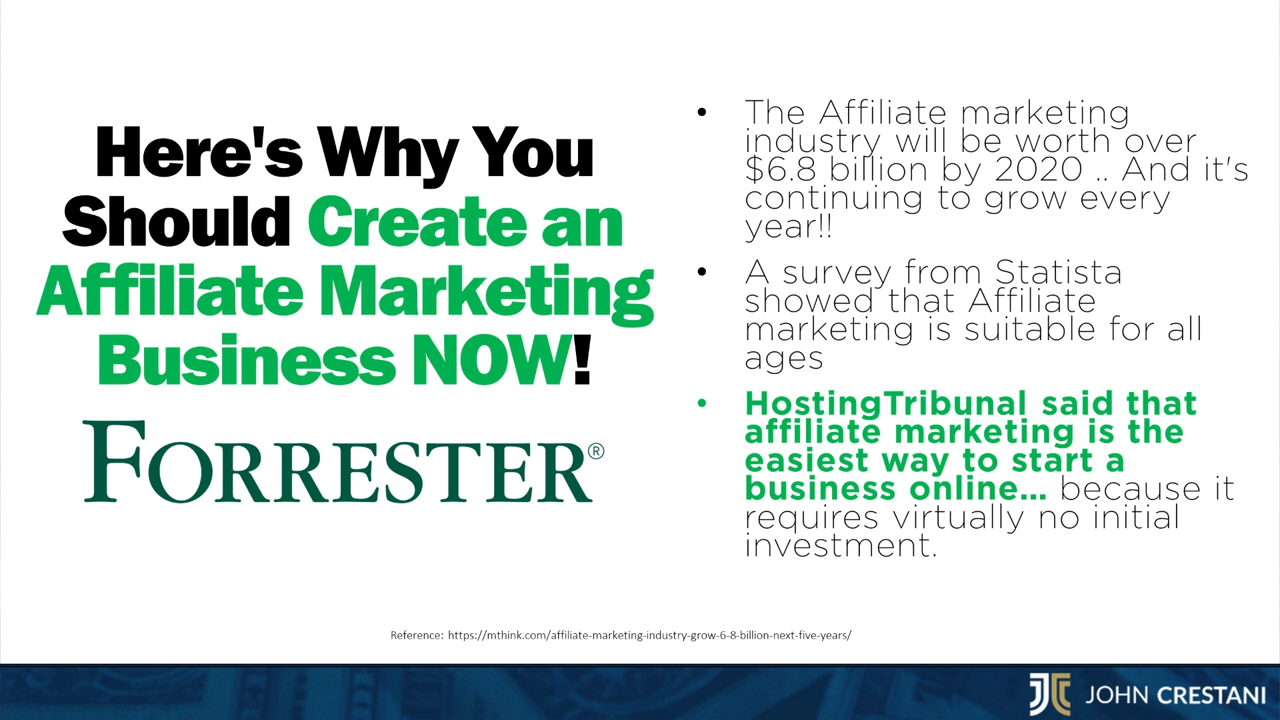 Here's Why You
Should Create an
Affiliate Marketing
Business NOW!
FORRESTER®
• The Affiliate marketing
industry will be worth over
$6.8 billion by 2020 .. And it's
continuing to grow every
year!!
• A survey from Statista
showed that Affiliate
marketing is suitable for all
ages
• HostingTribunal said that
affiliate marketing is the
easiest way to start a
business online... because it
requires virtually no initial
investment.
Reference: https://mthink.com/affiliate-marketing-industry-grow-6-8-billion-next-five-years/
JC JOHN CRESTANI